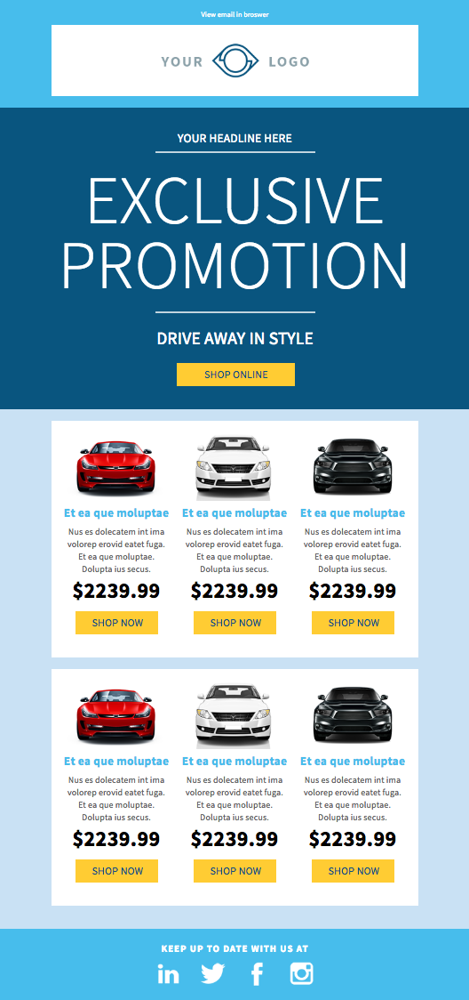 View email in broswer
YOUR LOGO
YOUR HEADLINE HERE
EXCLUSIVE
PROMOTION
DRIVE AWAY IN STYLE
SHOP ONLINE
Et ea que moluptae
Nus es dolecatem int ima
volorep erovid eatet fuga.
Et ea que moluptae.
Dolupta ius secus.
$2239.99
SHOP NOW
Et ea que moluptae
Nus es dolecatem int ima
volorep erovid eatet fuga.
Et ea que moluptae.
Dolupta ius secus.
$2239.99
SHOP NOW
Et ea que moluptae
Nus es dolecatem int ima
volorep erovid eatet fuga.
Et ea que moluptae.
Dolupta ius secus.
$2239.99
SHOP NOW
Et ea que moluptae
Nus es dolecatem int ima
volorep erovid eatet fuga.
Et ea que moluptae.
Dolupta ius secus.
$2239.99
SHOP NOW
Et ea que moluptae
Nus es dolecatem int ima
volorep erovid eatet fuga.
Et ea que moluptae.
Dolupta ius secus.
$2239.99
SHOP NOW
Et ea que moluptae
Nus es dolecatem int ima
volorep erovid eatet fuga.
Et ea que moluptae.
Dolupta ius secus.
$2239.99
SHOP NOW
KEEP UP TO DATE WITH US AT